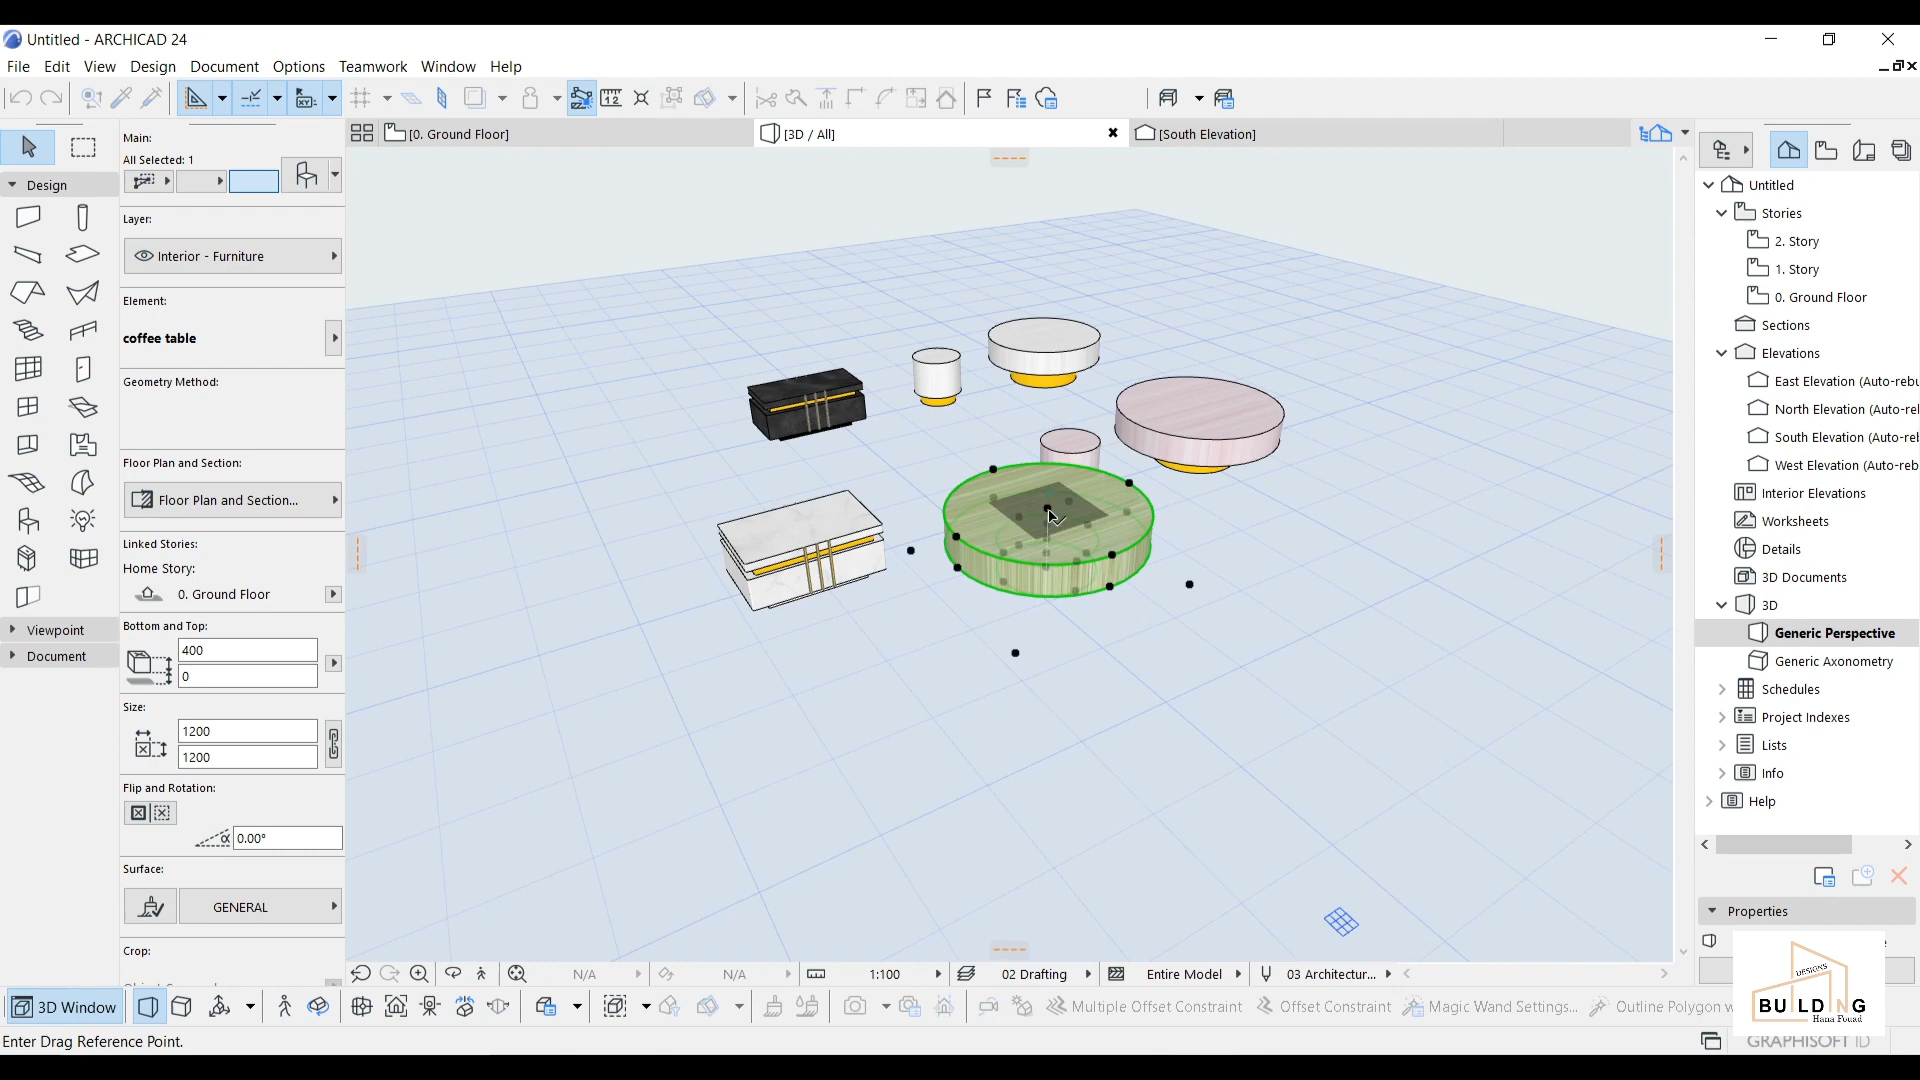 Untitled - ARCHICAD 24
File Edit View Design Document Options Teamwork Window Help
[0. Ground Floor]
[3D / All]
[South Elevation]
Main:
All Selected: 1
Design
Layer:
Interior - Furniture
Element:
coffee table
Geometry Method:
Floor Plan and Section:
Floor Plan and Section...
Linked Stories:
Home Story:
0. Ground Floor
Bottom and Top:
400
0
Size:
1200
1200
Flip and Rotation:
α 0.00°
Surface:
GENERAL
Crop:
Viewpoint
Document
Untitled
Stories
2. Story
1. Story
0. Ground Floor
Sections
Elevations
East Elevation (Auto-rebu
North Elevation (Auto-rel
South Elevation (Auto-rel
West Elevation (Auto-reb
Interior Elevations
Worksheets
Details
3D Documents
3D
Generic Perspective
Generic Axonometry
Schedules
Project Indexes
Lists
Info
Help
Properties
N/A N/A 1:100 02 Drafting Entire Model 03 Architectur...
3D Window
Multiple Offset Constraint Offset Constraint Magic Wand Settings... Outline Polygon w
Enter Drag Reference Point.
DESIGNS
BUILDING
Hana Fouad
GRAPHISOFT ID